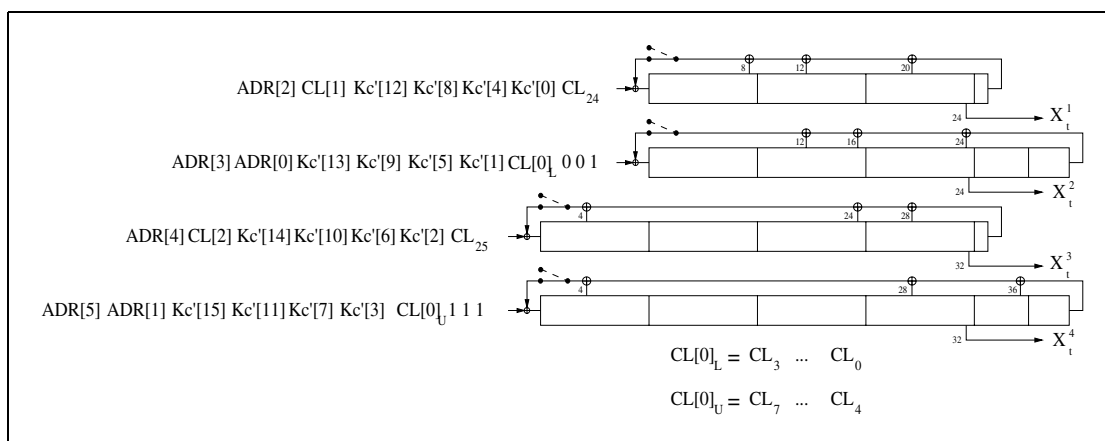 8 12 20
ADR[2] CL[1] Kc'[12] Kc'[8] Kc'[4] Kc'[0] CL24
24 X1t
12 16 24
ADR[3] ADR[0] Kc'[13] Kc'[9] Kc'[5] Kc'[1] CL[0]L 0 0 1
24 X2t
4 24 28
ADR[4] CL[2] Kc'[14] Kc'[10] Kc'[6] Kc'[2] CL25
32 X3t
4 28 36
ADR[5] ADR[1] Kc'[15] Kc'[11] Kc'[7] Kc'[3] CL[0]U 1 1 1
32 X4t
CL[0]L = CL3 ... CL0
CL[0]U = CL7 ... CL4